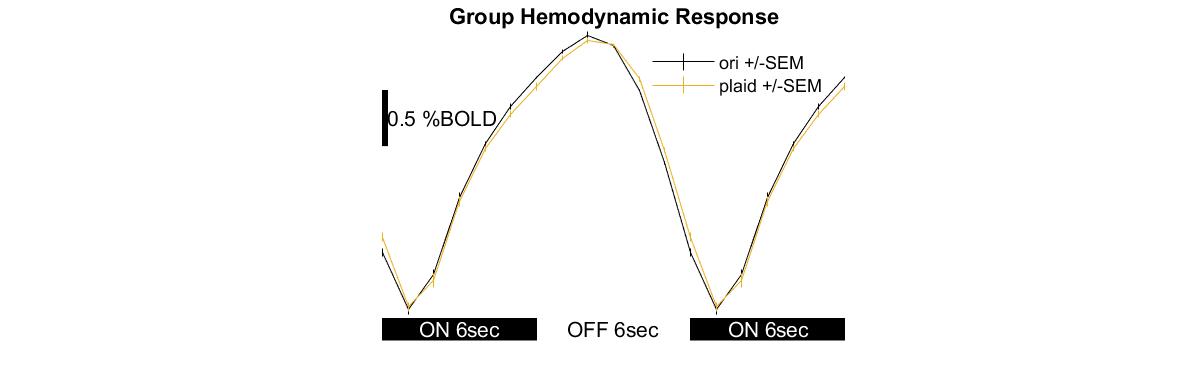 Group Hemodynamic Response
ori +/-SEM
plaid +/-SEM
0.5 %BOLD
ON 6sec
OFF 6sec
ON 6sec